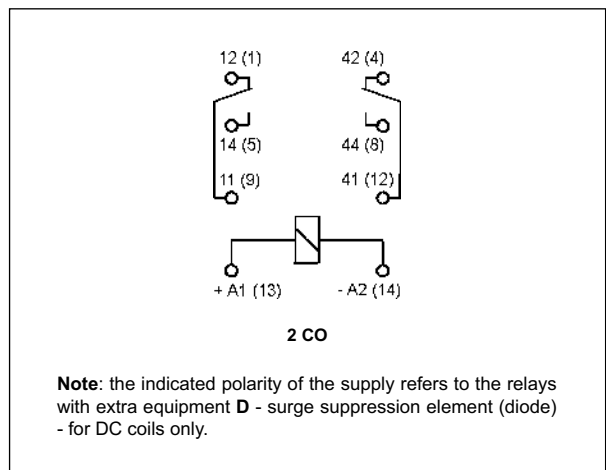 12 (1) 42 (4)
14 (5) 44 (8)
11 (9) 41 (12)
+ A1 (13) - A2 (14)
2 CO
Note: the indicated polarity of the supply refers to the relays
with extra equipment D - surge suppression element (diode)
- for DC coils only.